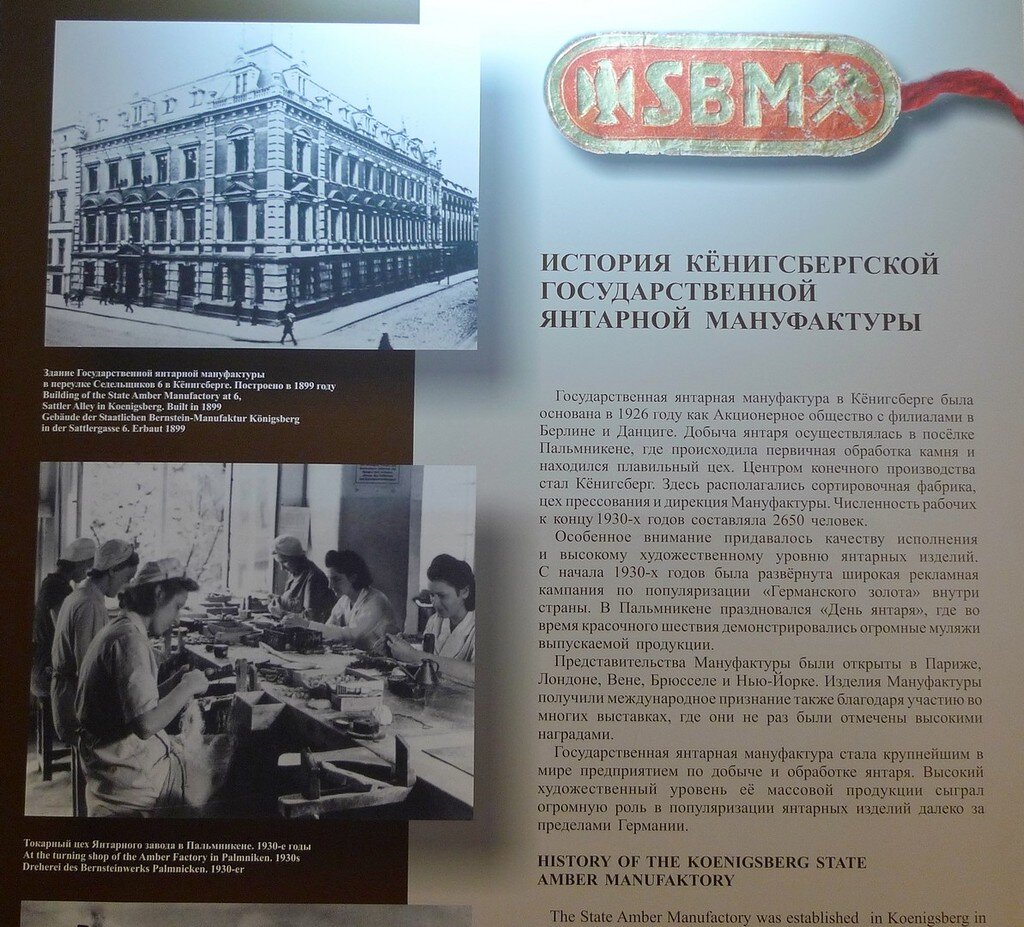 SBM
Здание Государственной янтарной мануфактуры
в переулке Седельщиков 6 в Кёнигсберге. Построено в 1899 году
Building of the State Amber Manufactory at 6,
Sattler Alley in Koenigsberg. Built in 1899
Gebäude der Staatlichen Bernstein-Manufaktur Königsberg
in der Sattlergasse 6. Erbaut 1899
Токарный цех Янтарного завода в Пальмникене. 1930-е годы
At the turning shop of the Amber Factory in Palmniken. 1930s
Dreherei des Bernsteinwerks Palmnicken. 1930-er
ИСТОРИЯ КЁНИГСБЕРГСКОЙ
ГОСУДАРСТВЕННОЙ
ЯНТАРНОЙ МАНУФАКТУРЫ
Государственная янтарная мануфактура в Кёнигсберге была
основана в 1926 году как Акционерное общество с филиалами в
Берлине и Данциге. Добыча янтаря осуществлялась в посёлке
Пальмникене, где происходила первичная обработка камня и
находился плавильный цех. Центром конечного производства
стал Кёнигсберг. Здесь располагались сортировочная фабрика,
цех прессования и дирекция Мануфактуры. Численность рабочих
к концу 1930-х годов составляла 2650 человек.
Особенное внимание придавалось качеству исполнения
и высокому художественному уровню янтарных изделий.
С начала 1930-х годов была развёрнута широкая рекламная
кампания по популяризации «Германского золота» внутри
страны. В Пальмникене праздновался «День янтаря», где во
время красочного шествия демонстрировались огромные муляжи
выпускаемой продукции.
Представительства Мануфактуры были открыты в Париже,
Лондоне, Вене, Брюсселе и Нью-Йорке. Изделия Мануфактуры
получили международное признание также благодаря участию во
многих выставках, где они не раз были отмечены высокими
наградами.
Государственная янтарная мануфактура стала крупнейшим в
мире предприятием по добыче и обработке янтаря. Высокий
художественный уровень её массовой продукции сыграл
огромную роль в популяризации янтарных изделий далеко за
пределами Германии.
HISTORY OF THE KOENIGSBERG STATE
AMBER MANUFAKTORY
The State Amber Manufactory was established in Koenigsberg in